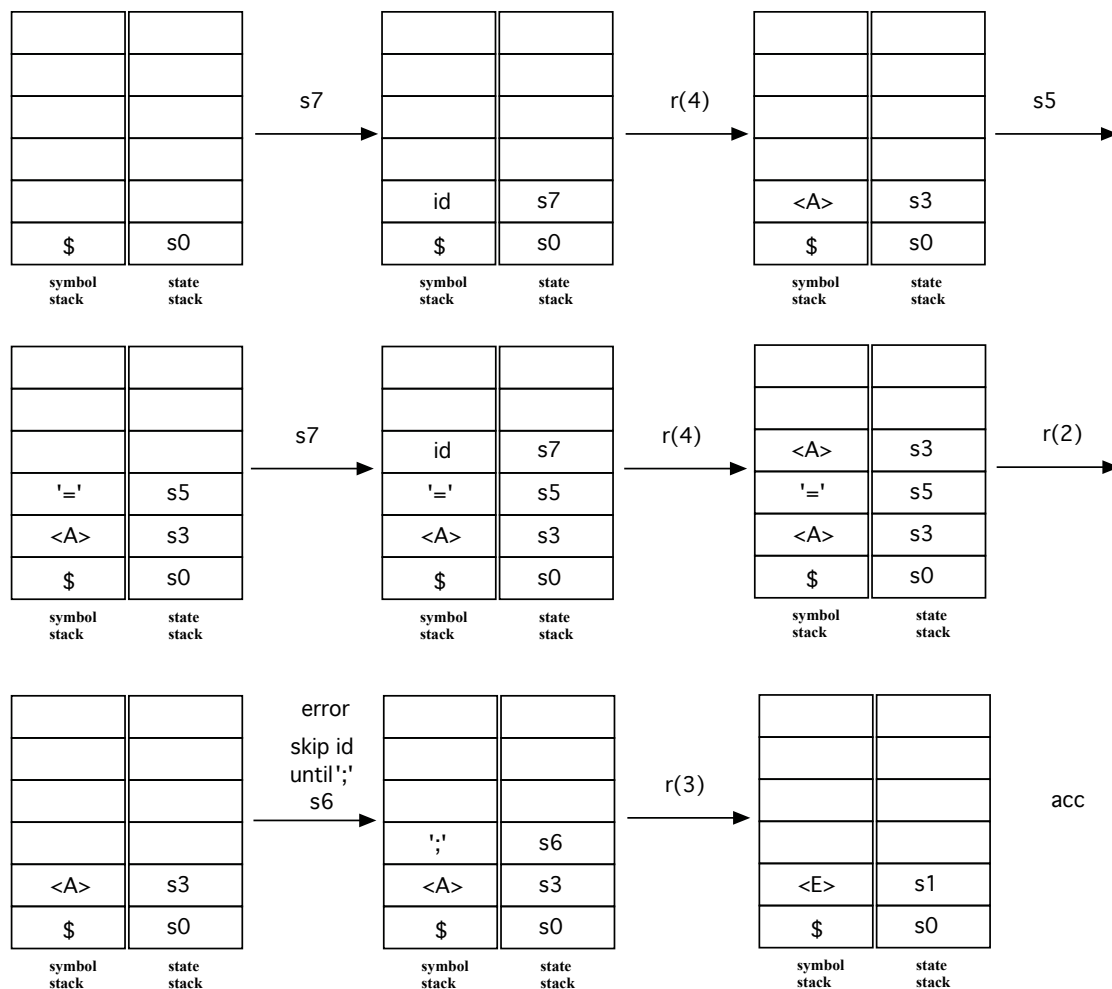 s7
r(4)
s5
id s7
<A> s3
$ s0
$ s0
$ s0
symbol stack state stack
symbol stack state stack
symbol stack state stack
s7
r(4)
r(2)
id s7
<A> s3
'=' s5
'=' s5
'=' s5
<A> s3
<A> s3
<A> s3
$ s0
$ s0
$ s0
symbol stack state stack
symbol stack state stack
symbol stack state stack
error
skip id
until ';'
s6
r(3)
acc
';' s6
<A> s3
<A> s3
<E> s1
$ s0
$ s0
$ s0
symbol stack state stack
symbol stack state stack
symbol stack state stack